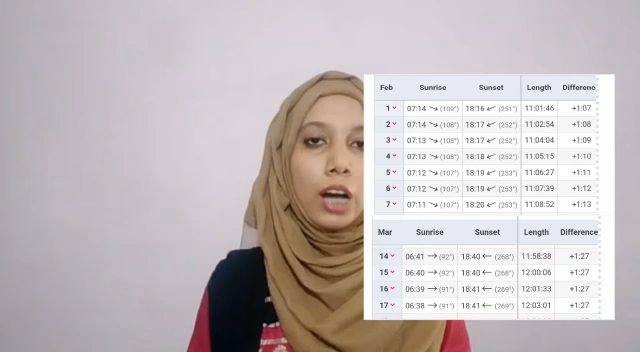 Feb Sunrise Sunset Length Differenc
1 07:14 ↘ (109°) 18:16 ↙ (251°) 11:01:46 +1:07
2 07:14 ↘ (108°) 18:17 ↙ (252°) 11:02:54 +1:08
3 07:13 ↘ (108°) 18:17 ↙ (252°) 11:04:04 +1:09
4 07:13 ↘ (108°) 18:18 ↙ (252°) 11:05:15 +1:10
5 07:12 ↘ (107°) 18:19 ↙ (253°) 11:06:27 +1:11
6 07:12 ↘ (107°) 18:19 ↙ (253°) 11:07:39 +1:12
7 07:11 ↘ (107°) 18:20 ↙ (253°) 11:08:52 +1:13
Mar Sunrise Sunset Length Difference
14 06:41 → (92°) 18:40 ← (268°) 11:58:38 +1:27
15 06:40 → (92°) 18:40 ← (268°) 12:00:06 +1:27
16 06:39 → (91°) 18:41 ← (269°) 12:01:33 +1:27
17 06:38 → (91°) 18:41 ← (269°) 12:03:01 +1:27